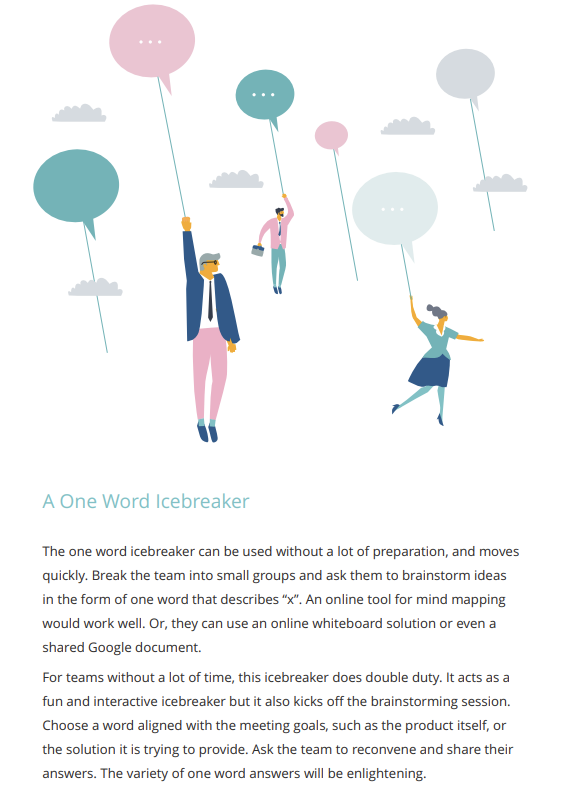 A One Word Icebreaker
The one word icebreaker can be used without a lot of preparation, and moves
quickly. Break the team into small groups and ask them to brainstorm ideas
in the form of one word that describes “x”. An online tool for mind mapping
would work well. Or, they can use an online whiteboard solution or even a
shared Google document.
For teams without a lot of time, this icebreaker does double duty. It acts as a
fun and interactive icebreaker but it also kicks off the brainstorming session.
Choose a word aligned with the meeting goals, such as the product itself, or
the solution it is trying to provide. Ask the team to reconvene and share their
answers. The variety of one word answers will be enlightening.